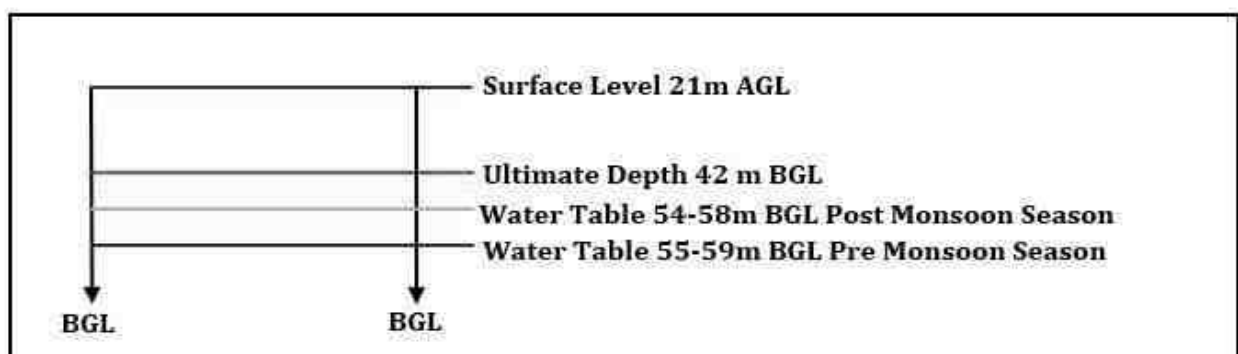 Surface Level 21m AGL
Ultimate Depth 42 m BGL
Water Table 54-58m BGL Post Monsoon Season
Water Table 55-59m BGL Pre Monsoon Season
BGL BGL